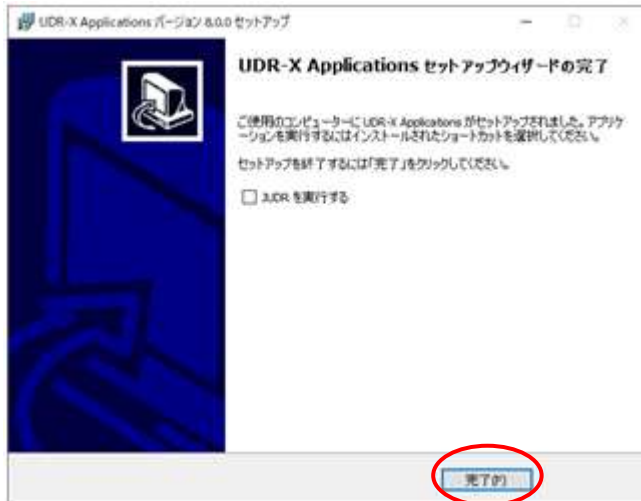 UDR-X Applications バージョン 8.0.0 セットアップ
UDR-X Applications セットアップウィザードの完了
ご使用のコンピューターに UDR-X Applications がセットアップされました。アプリケ
ーションを実行するにはインストールされたショートカットを選択してください。
セットアップを終了するには「完了」をクリックしてください。
JUDR を実行する
完了(F)